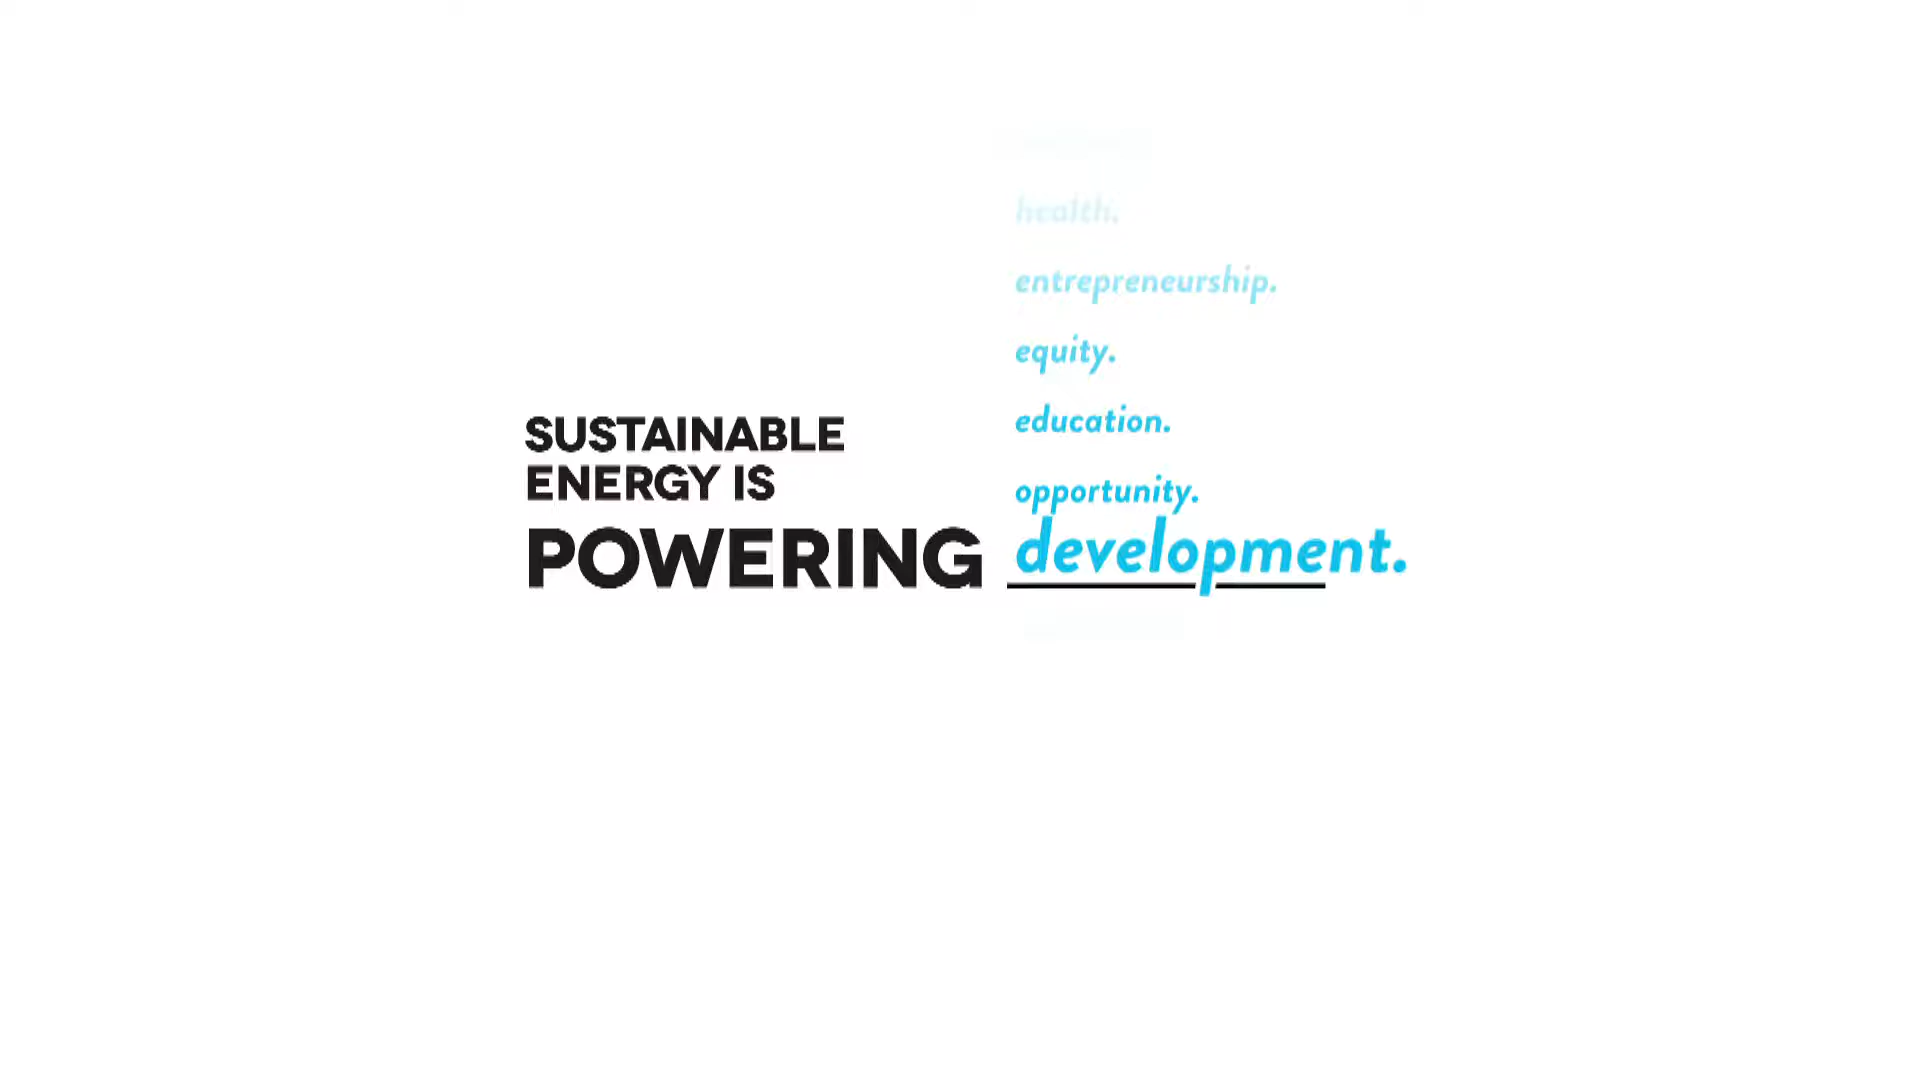 health.
entrepreneurship.
equity.
education.
opportunity.
SUSTAINABLE
ENERGY IS
POWERING development.